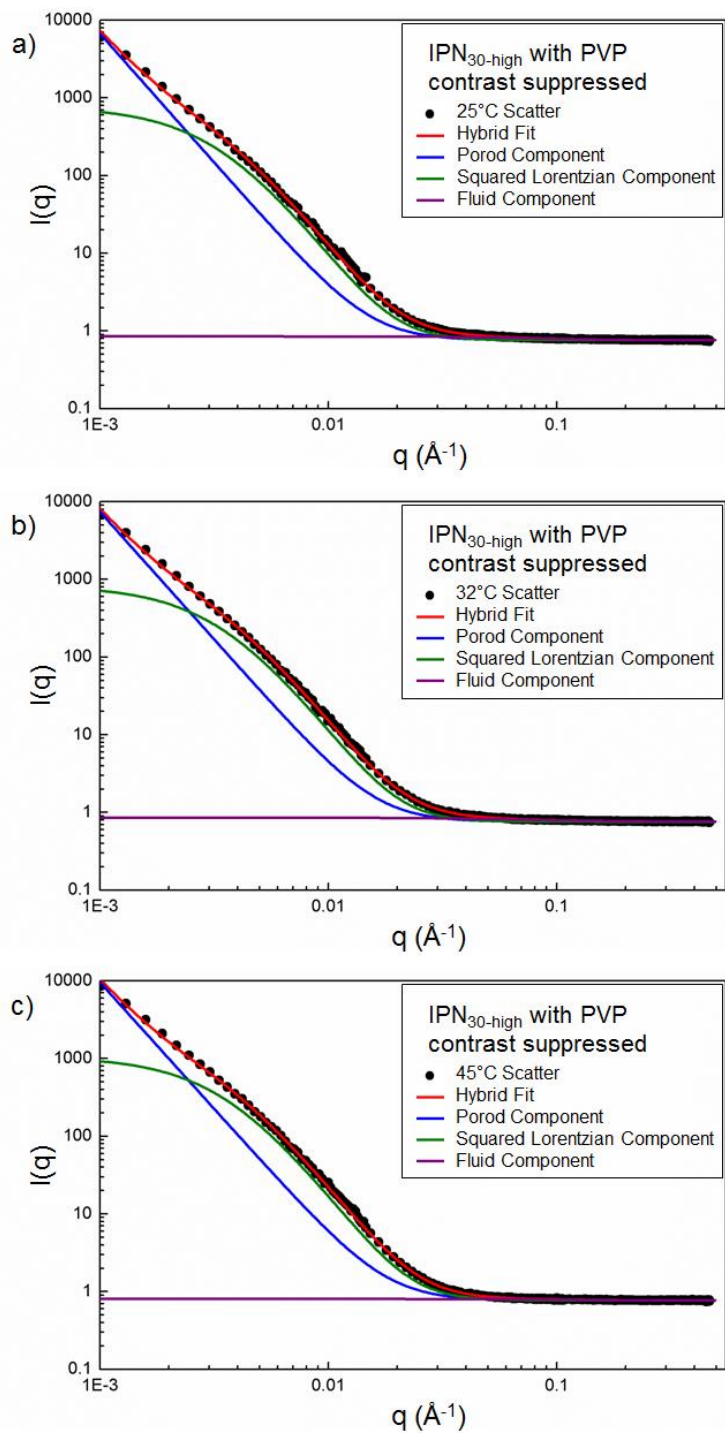 a)
10000
1000
100
10
1
0.1
I(q)
1E-3
0.01
0.1
q (Å⁻¹)
IPN₃₀₋ₕᵢgₕ with PVP
contrast suppressed
25°C Scatter
Hybrid Fit
Porod Component
Squared Lorentzian Component
Fluid Component
b)
10000
1000
100
10
1
0.1
I(q)
1E-3
0.01
0.1
q (Å⁻¹)
IPN₃₀₋ₕᵢgₕ with PVP
contrast suppressed
32°C Scatter
Hybrid Fit
Porod Component
Squared Lorentzian Component
Fluid Component
c)
10000
1000
100
10
1
0.1
I(q)
1E-3
0.01
0.1
q (Å⁻¹)
IPN₃₀₋ₕᵢgₕ with PVP
contrast suppressed
45°C Scatter
Hybrid Fit
Porod Component
Squared Lorentzian Component
Fluid Component